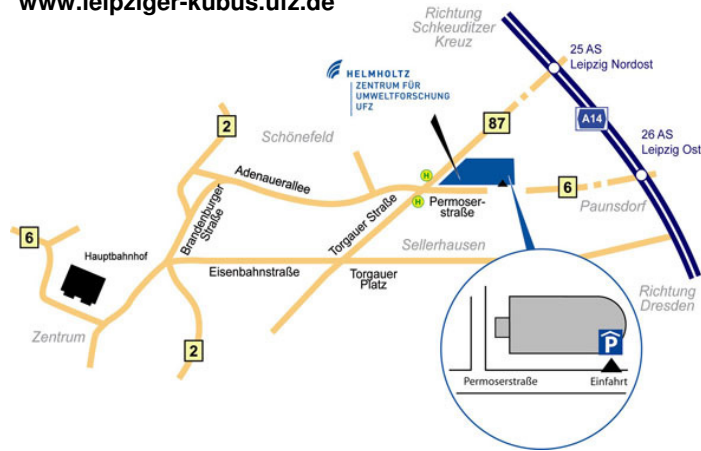 www.leipziger-kubus.ufz.de
Richtung
Schkeuditzer
Kreuz
25 AS
Leipzig Nordost
HELMHOLTZ
ZENTRUM FÜR
UMWELTFORSCHUNG
UFZ
87
A14
2
Schönefeld
26 AS
Leipzig Ost
Adenauerallee
H
H
6
Permoser-
straße
Paunsdorf
Brandenburger
Straße
Torgauer Straße
6
Hauptbahnhof
Sellerhausen
Eisenbahnstraße
Torgauer
Platz
Richtung
Dresden
Zentrum
2
P
Permoserstraße
Einfahrt